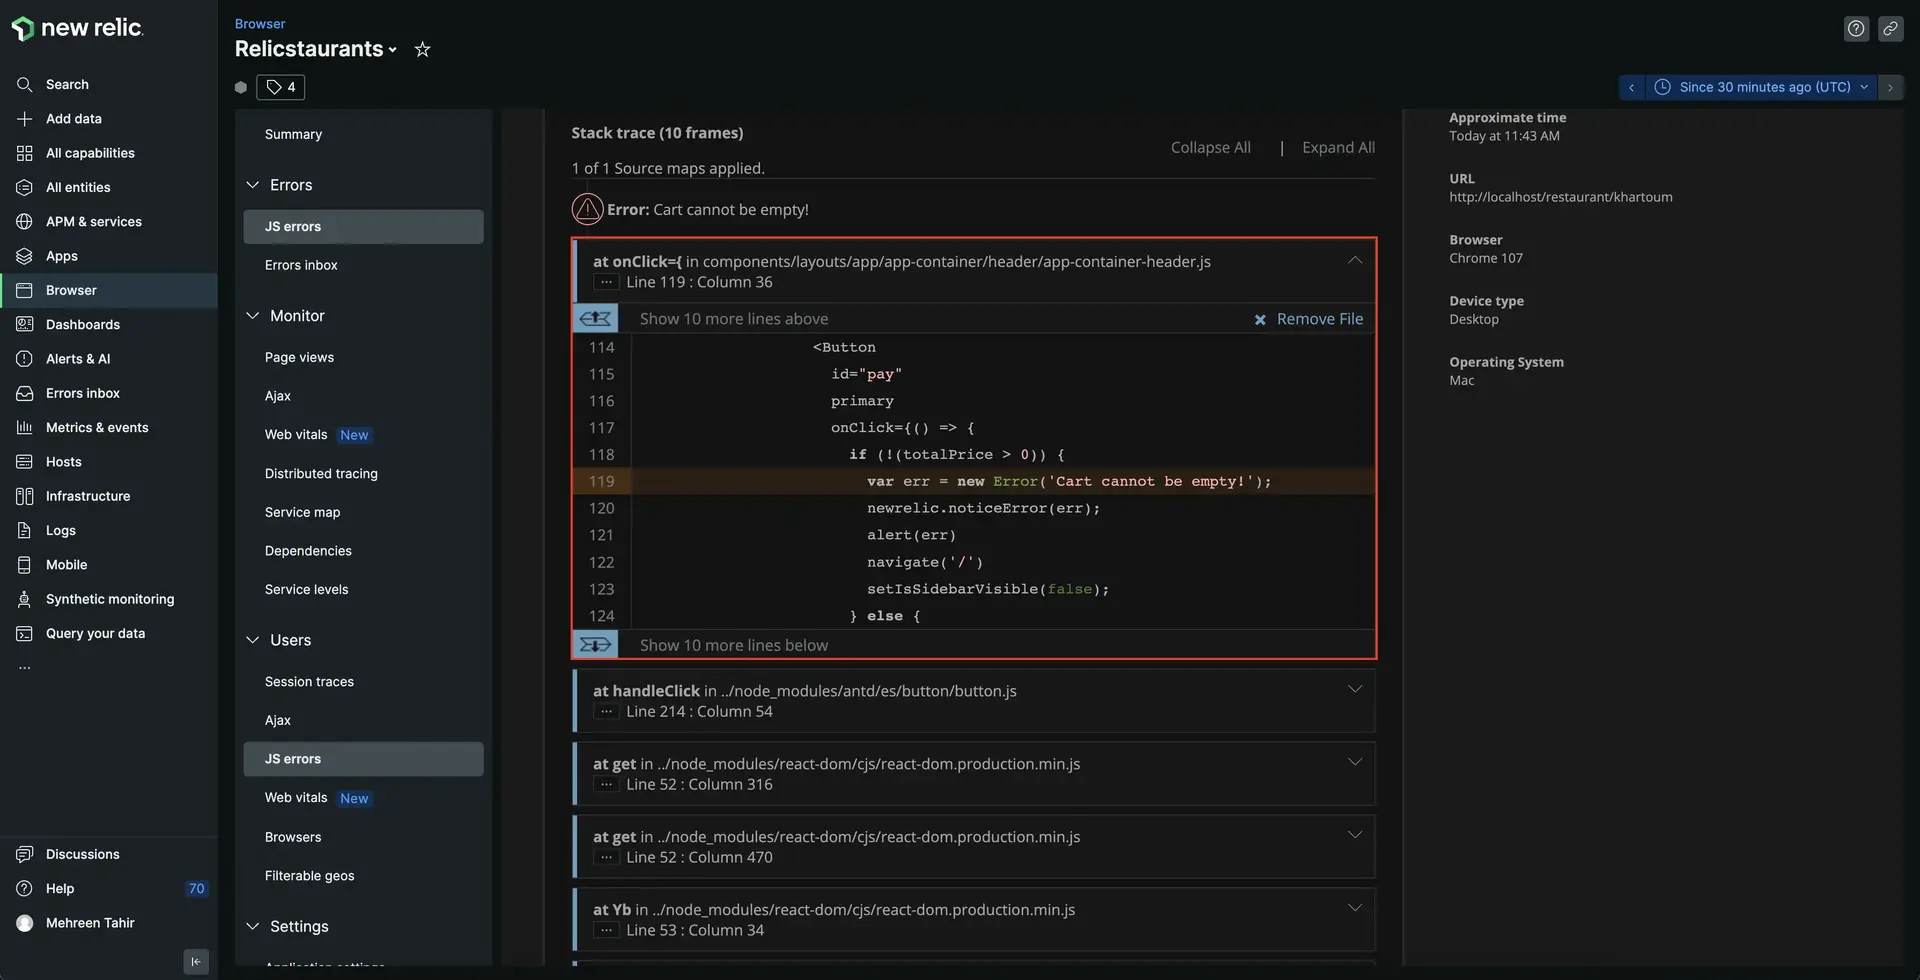 new relic.
Search
Add data
All capabilities
All entities
APM & services
Apps
Browser
Dashboards
Alerts & AI
Errors inbox
Metrics & events
Hosts
Infrastructure
Logs
Mobile
Synthetic monitoring
Query your data
...
Discussions
Help 70
Mehreen Tahir
Browser
Relicstaurants
4
Since 30 minutes ago (UTC)
Summary
Errors
JS errors
Errors inbox
Monitor
Page views
Ajax
Web vitals New
Distributed tracing
Service map
Dependencies
Service levels
Users
Session traces
Ajax
JS errors
Web vitals New
Browsers
Filterable geos
Settings
Application settings
Stack trace (10 frames)
Collapse All | Expand All
1 of 1 Source maps applied.
Error: Cart cannot be empty!
at onClick={ in components/layouts/app/app-container/header/app-container-header.js
... Line 119 : Column 36
Show 10 more lines above
× Remove File
114 <Button
115 id="pay"
116 primary
117 onClick={() => {
118 if (!(totalPrice > 0)) {
119 var err = new Error('Cart cannot be empty!');
120 newrelic.noticeError(err);
121 alert(err)
122 navigate('/')
123 setIsSidebarVisible(false);
124 } else {
Show 10 more lines below
at handleClick in ../node_modules/antd/es/button/button.js
... Line 214 : Column 54
at get in ../node_modules/react-dom/cjs/react-dom.production.min.js
... Line 52 : Column 316
at get in ../node_modules/react-dom/cjs/react-dom.production.min.js
... Line 52 : Column 470
at Yb in ../node_modules/react-dom/cjs/react-dom.production.min.js
... Line 53 : Column 34
Approximate time
Today at 11:43 AM
URL
http://localhost/restaurant/khartoum
Browser
Chrome 107
Device type
Desktop
Operating System
Mac